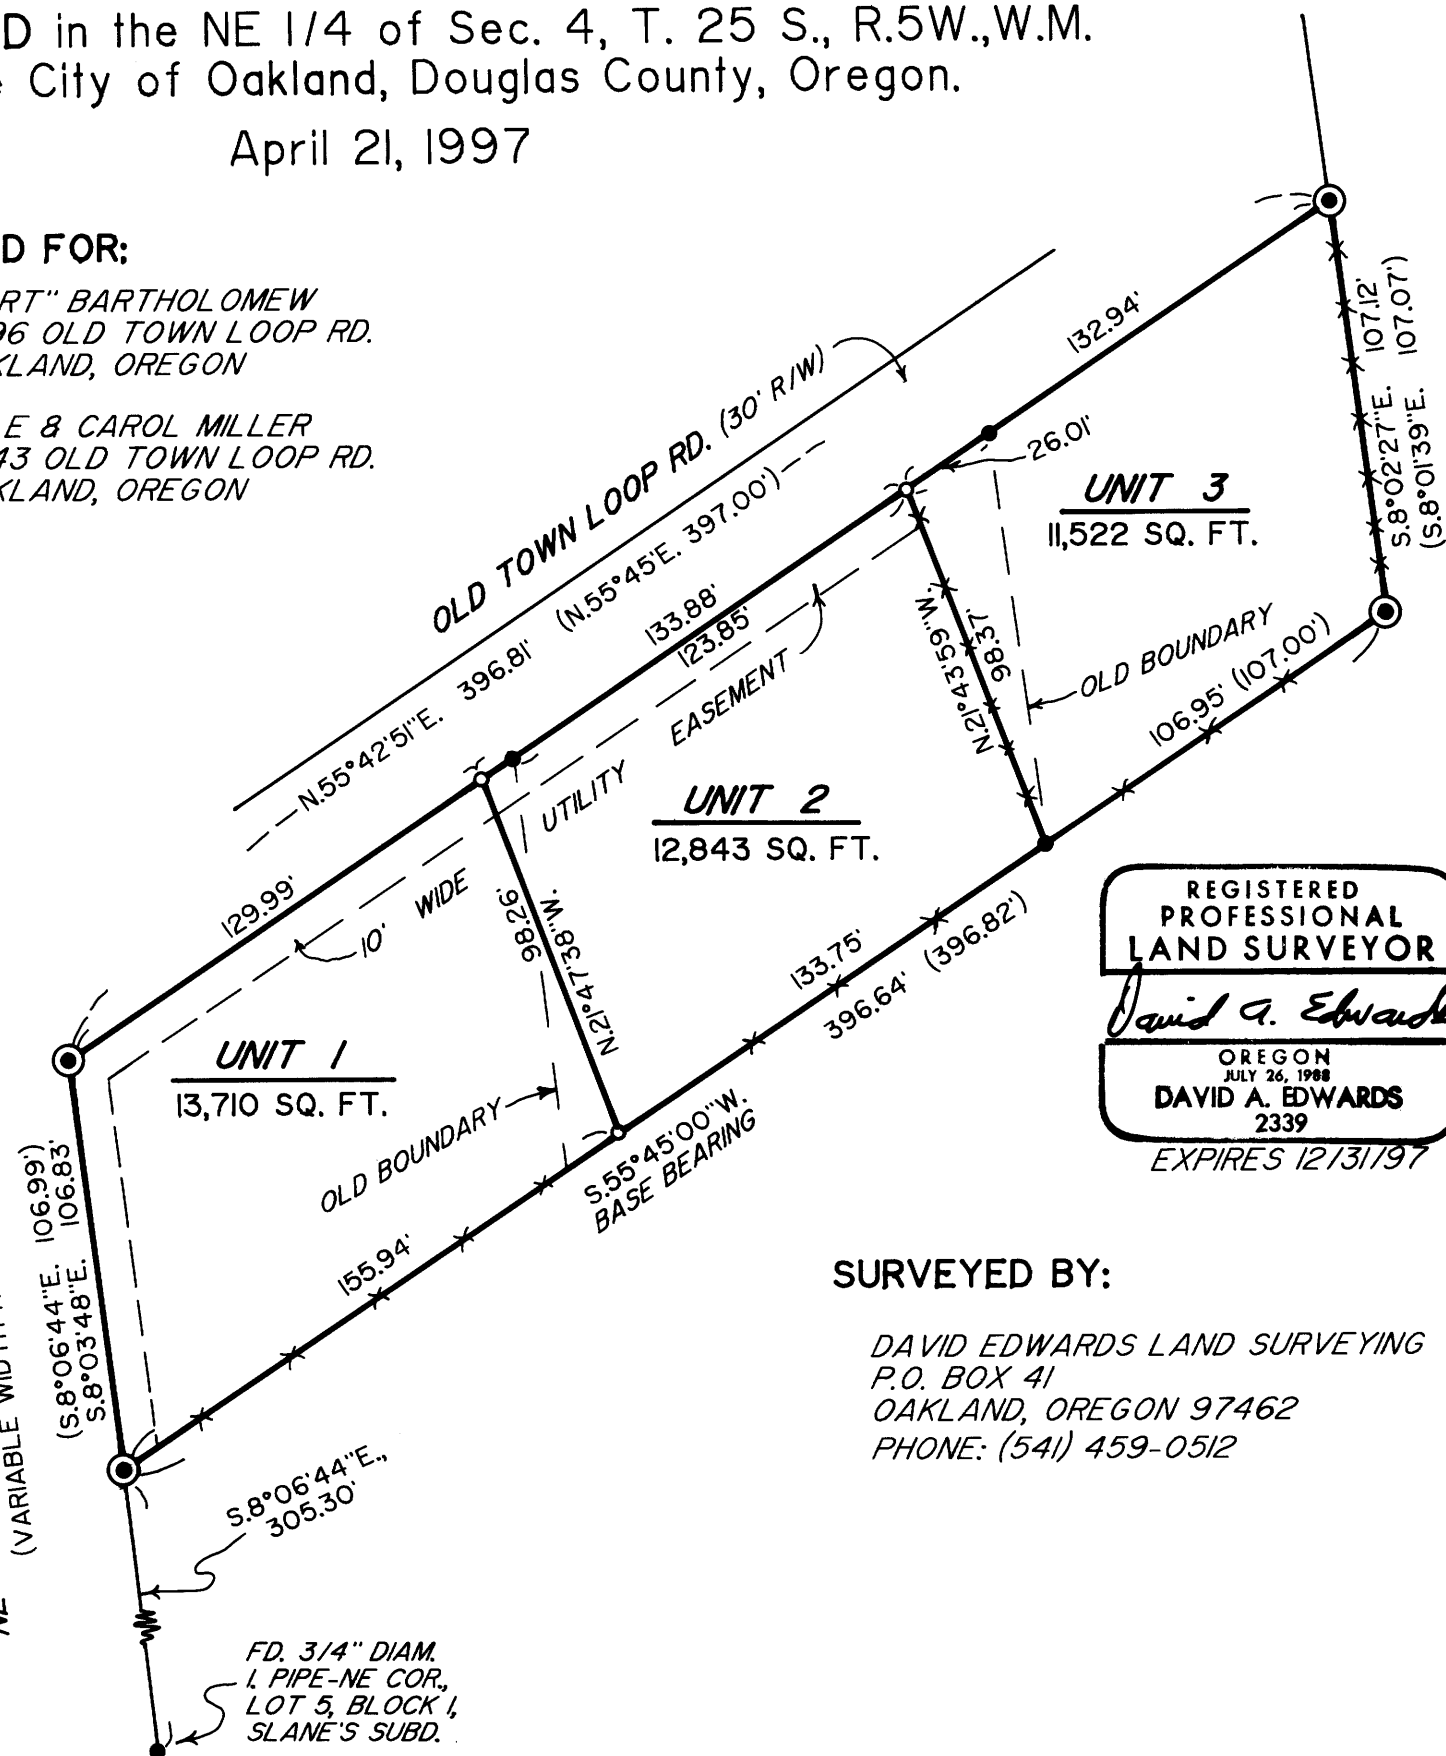 D in the NE 1/4 of Sec. 4, T. 25 S., R.5W.,W.M.
City of Oakland, Douglas County, Oregon.
April 21, 1997
D FOR:
RT" BARTHOLOMEW
96 OLD TOWN LOOP RD.
KLAND, OREGON
E & CAROL MILLER
43 OLD TOWN LOOP RD.
KLAND, OREGON
OLD TOWN LOOP RD. (30' R/W)
N.55°42'51"E. 396.81' (N.55°45'E. 397.00')
132.94'
26.01'
133.88'
123.85'
129.99'
10' WIDE UTILITY EASEMENT
UNIT 3
11,522 SQ. FT.
S.8°02'27"E. 107.12'
(S.8°01'39"E. 107.07')
N.21°43'59"W.
98.37'
OLD BOUNDARY
106.95' (107.00')
UNIT 2
12,843 SQ. FT.
98.26'
N.21°47'38"W.
133.75'
396.64' (396.82')
S.55°45'00"W.
BASE BEARING
UNIT 1
13,710 SQ. FT.
OLD BOUNDARY
155.94'
(S.8°06'44"E. 106.99')
S.8°03'48"E. 106.83'
(VARIABLE WIDTH
S.8°06'44"E.,
305.30'
FD. 3/4" DIAM.
I. PIPE-NE COR.,
LOT 5, BLOCK 1,
SLANE'S SUBD.
REGISTERED
PROFESSIONAL
LAND SURVEYOR
David A. Edwards
OREGON
JULY 26, 1988
DAVID A. EDWARDS
2339
EXPIRES 12/31/97
SURVEYED BY:
DAVID EDWARDS LAND SURVEYING
P.O. BOX 41
OAKLAND, OREGON 97462
PHONE: (541) 459-0512